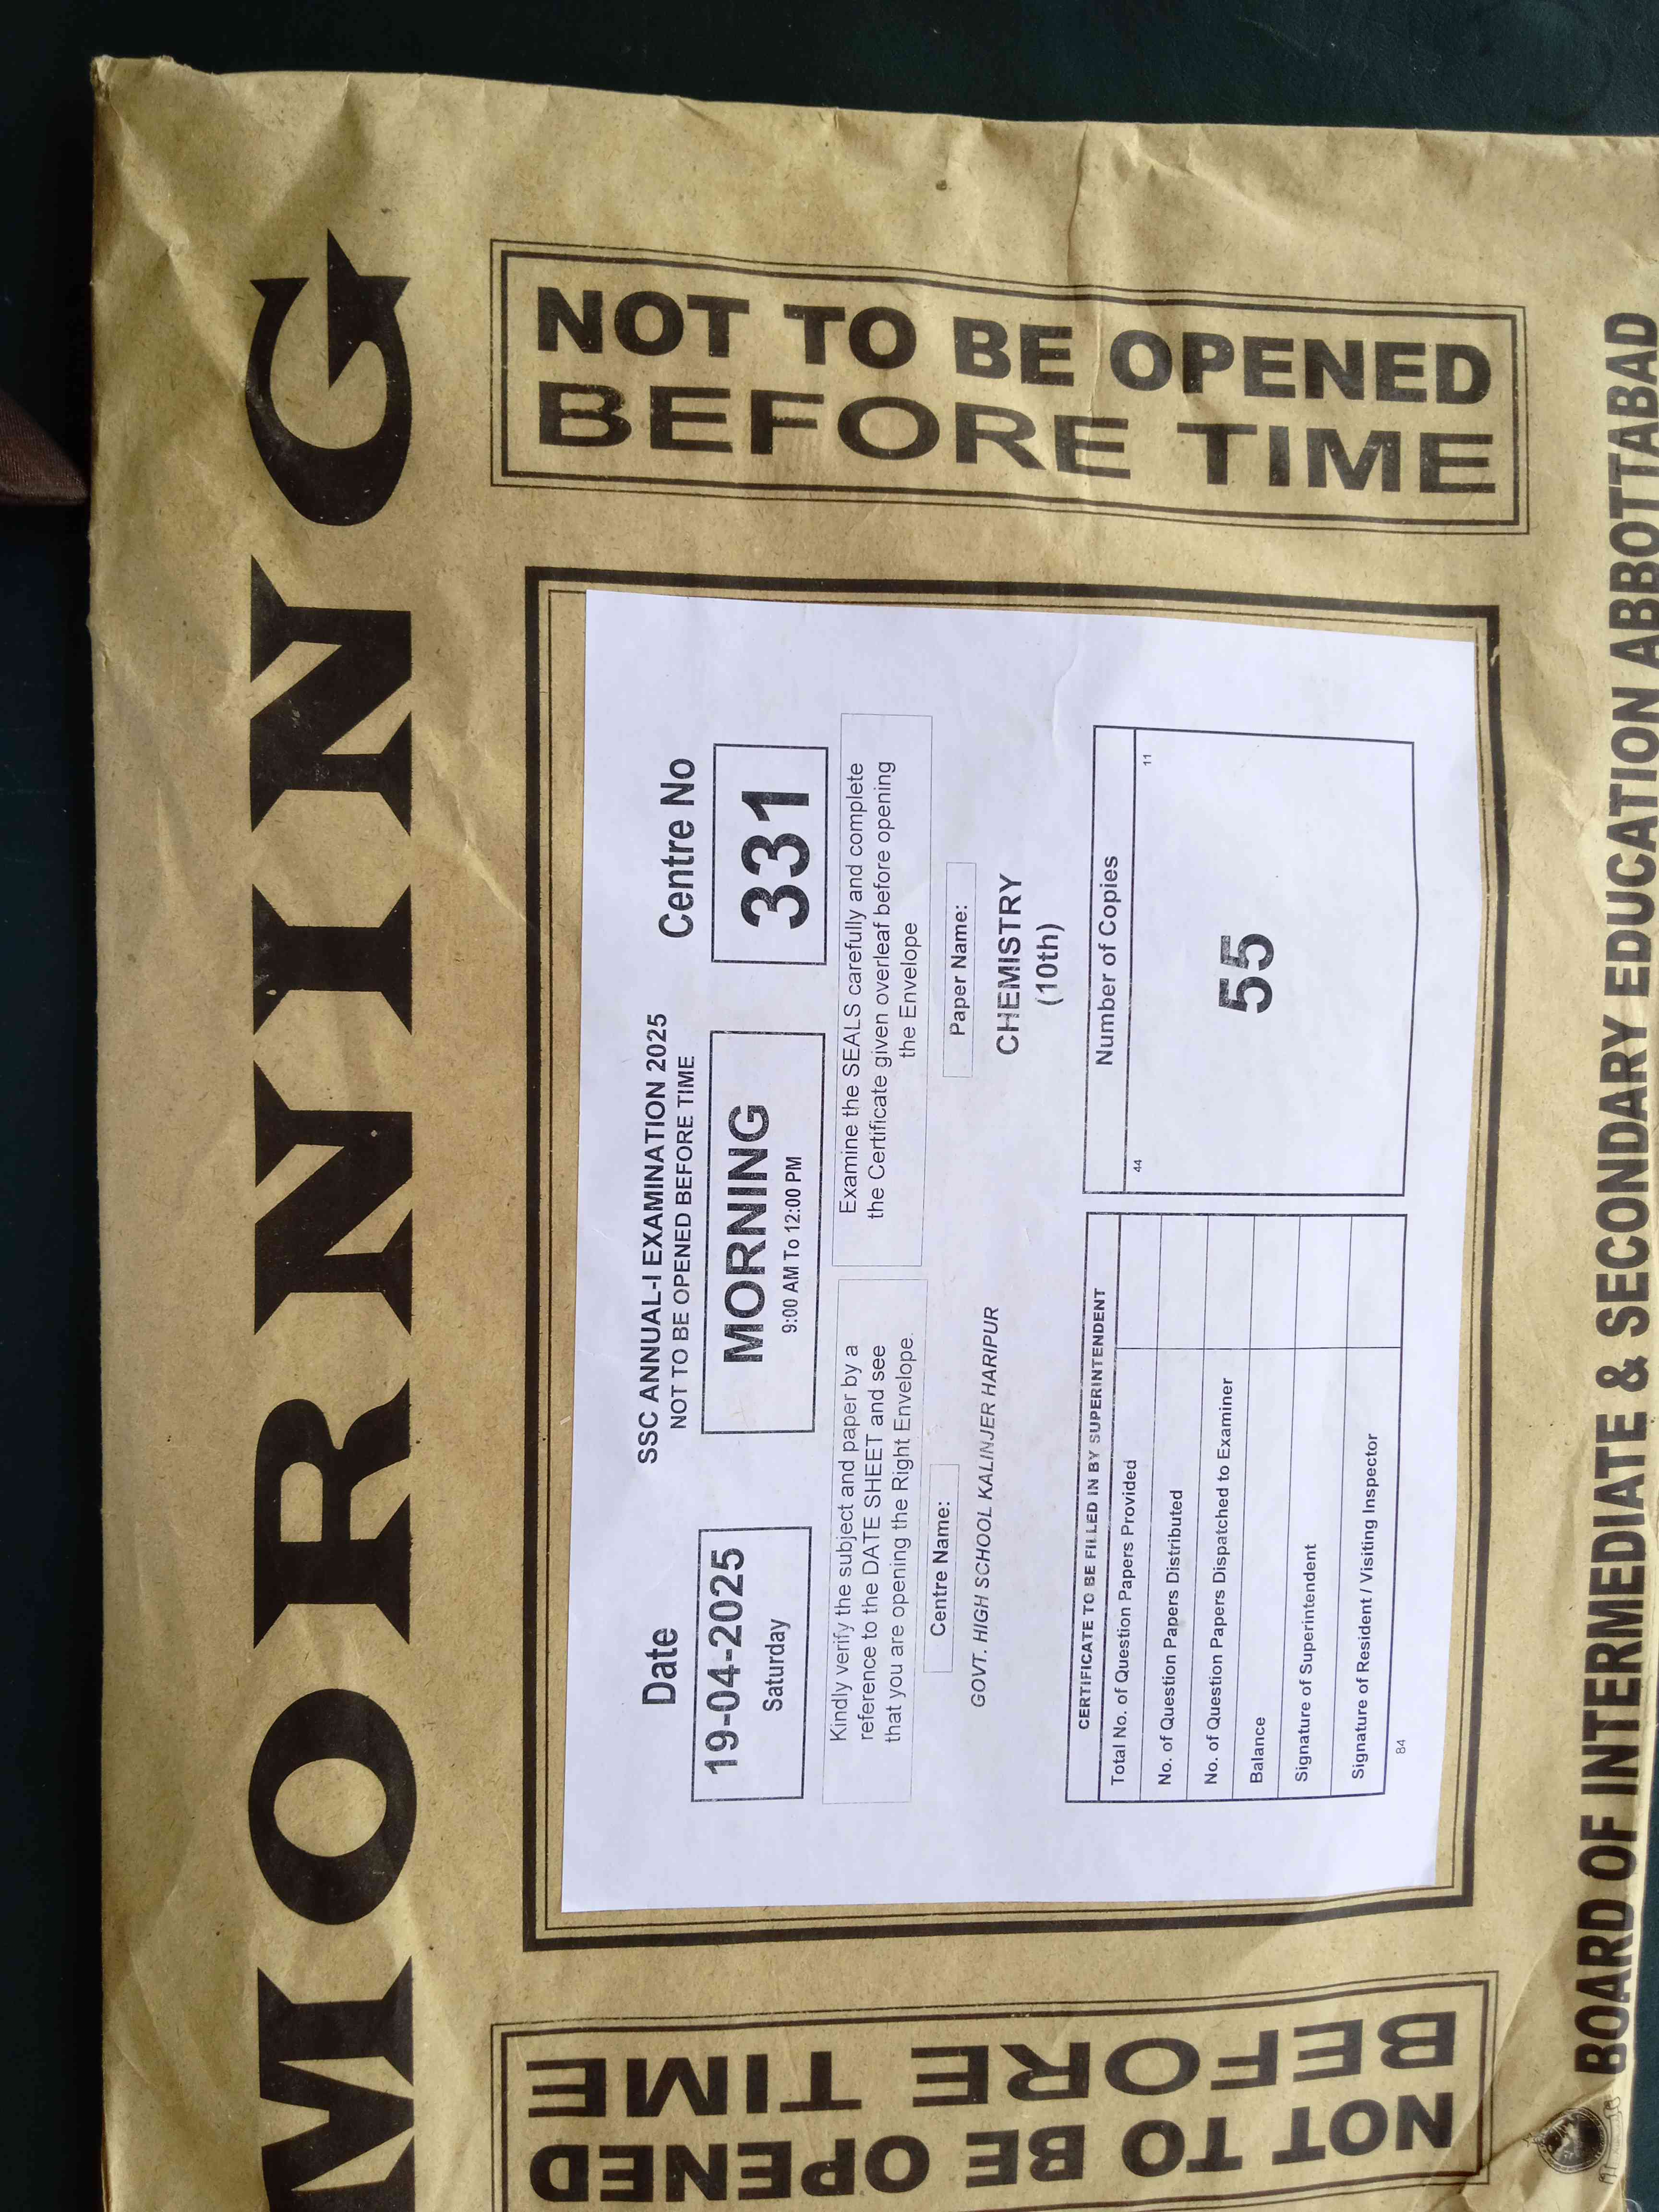 MORNING
NOT TO BE OPENED
BEFORE TIME
NOT TO BE OPENED
BEFORE TIME
Date
19-04-2025
Saturday
SSC ANNUAL-I EXAMINATION 2025
NOT TO BE OPENED BEFORE TIME
MORNING
9:00 AM To 12:00 PM
Centre No
331
Kindly verify the subject and paper by a
reference to the DATE SHEET and see
that you are opening the Right Envelope.
Examine the SEALS carefully and complete
the Certificate given overleaf before opening
the Envelope
Centre Name:
GOVT. HIGH SCHOOL KALINJER HARIPUR
Paper Name:
CHEMISTRY
(10th)
CERTIFICATE TO BE FILLED IN BY SUPERINTENDENT
Total No. of Question Papers Provided
No. of Question Papers Distributed
No. of Question Papers Dispatched to Examiner
Balance
Signature of Superintendent
Signature of Resident / Visiting Inspector
84
Number of Copies
44
11
55
BOARD OF INTERMEDIATE & SECONDARY EDUCATION ABBOTTABAD